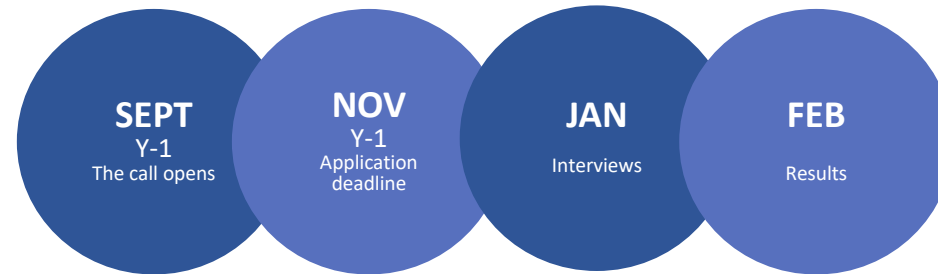 SEPT
Y-1
The call opens
NOV
Y-1
Application
deadline
JAN
Interviews
FEB
Results